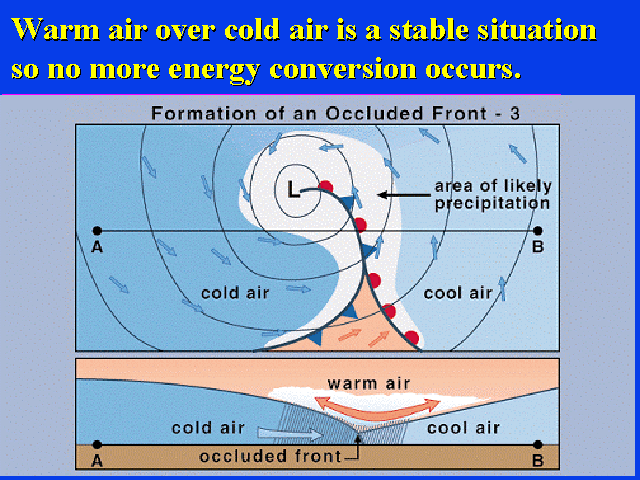 Warm air over cold air is a stable situation
so no more energy conversion occurs.
Formation of an Occluded Front - 3
L
area of likely
precipitation
A
B
cold air
cool air
warm air
cold air
cool air
A
occluded front
B